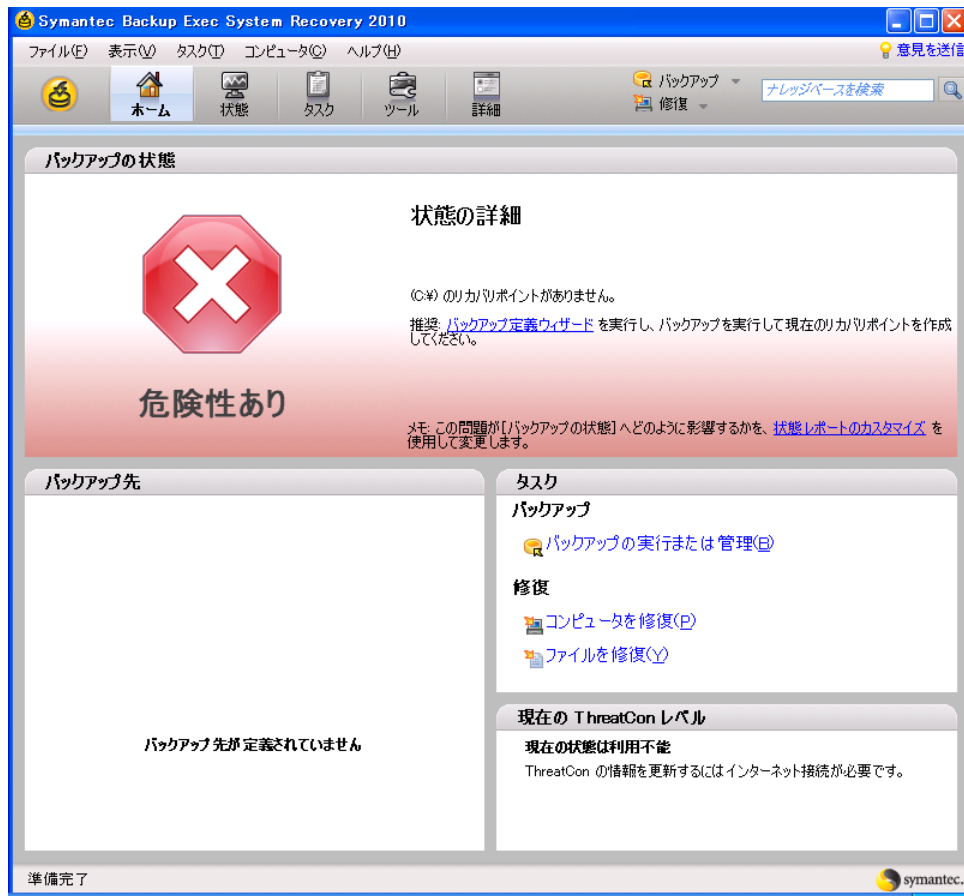 Symantec Backup Exec System Recovery 2010
ファイル(F) 表示(V) タスク(T) コンピュータ(C) ヘルプ(H) 意見を送信
バックアップ
修復
ナレッジベースを検索
ホーム 状態 タスク ツール 詳細
バックアップの状態
状態の詳細
(C:¥) のリカバリポイントがありません。
推奨: バックアップ定義ウィザード を実行し、バックアップを実行して現在のリカバリポイントを作成
してください。
危険性あり
メモ: この問題が[バックアップの状態] へどのように影響するかを、状態レポートのカスタマイズ を
使用して変更します。
バックアップ先
バックアップ先が定義されていません
タスク
バックアップ
バックアップの実行または管理(B)
修復
コンピュータを修復(P)
ファイルを修復(Y)
現在の ThreatCon レベル
現在の状態は利用不能
ThreatCon の情報を更新するにはインターネット接続が必要です。
準備完了
symantec.